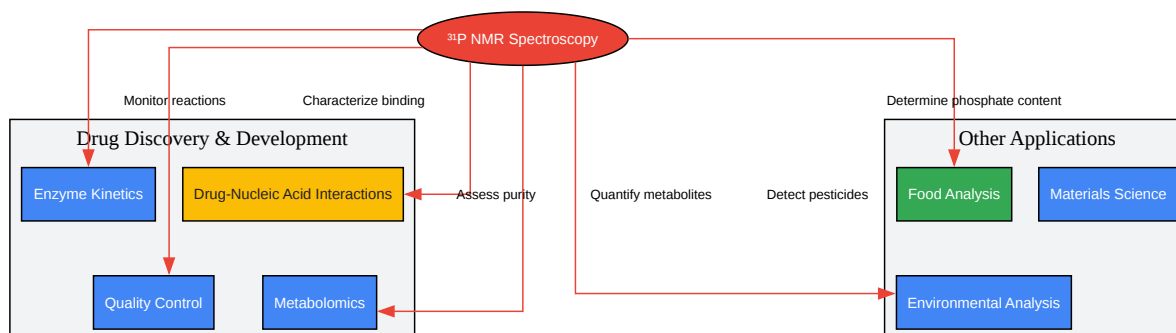 ³¹P NMR Spectroscopy
Monitor reactions
Characterize binding
Determine phosphate content
Drug Discovery & Development
Other Applications
Enzyme Kinetics
Drug-Nucleic Acid Interactions
Assess purity
Quantify metabolites
Detect pesticides
Food Analysis
Materials Science
Quality Control
Metabolomics
Environmental Analysis